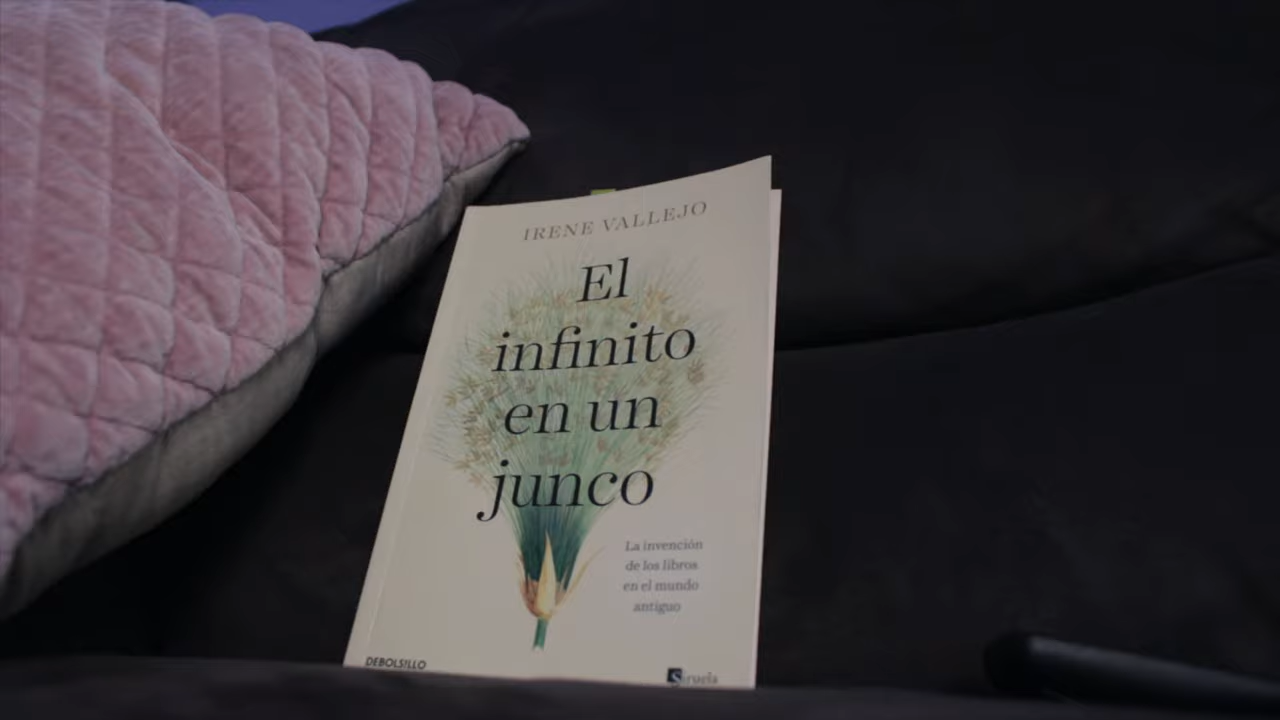 IRENE VALLEJO
El
infinito
en un
junco
La invención
de los libros
en el mundo
antiguo
DEBOLSILLO
Siruela